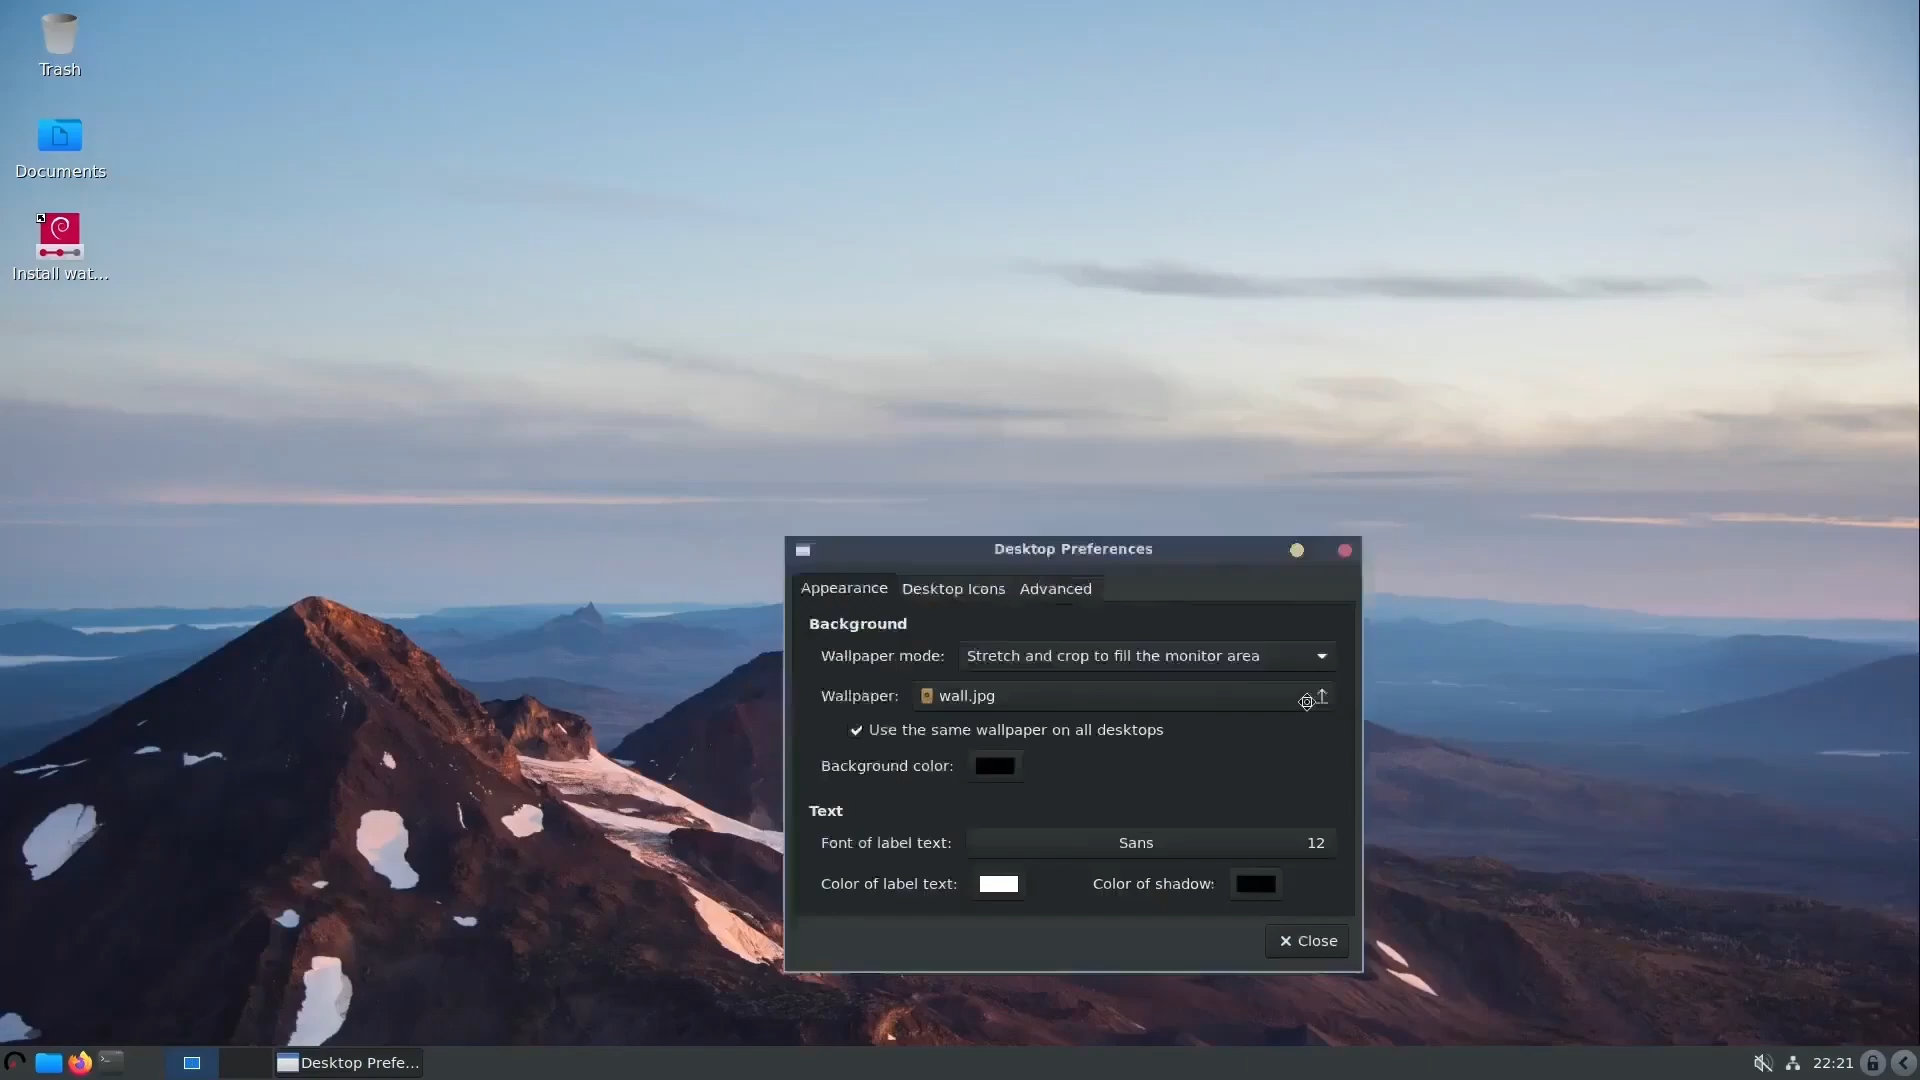 Trash
Documents
Install wat...
Desktop Preferences
Appearance Desktop Icons Advanced
Background
Wallpaper mode: Stretch and crop to fill the monitor area
Wallpaper: wall.jpg
Use the same wallpaper on all desktops
Background color:
Text
Font of label text: Sans 12
Color of label text: Color of shadow:
Close
Desktop Prefe... 22:21